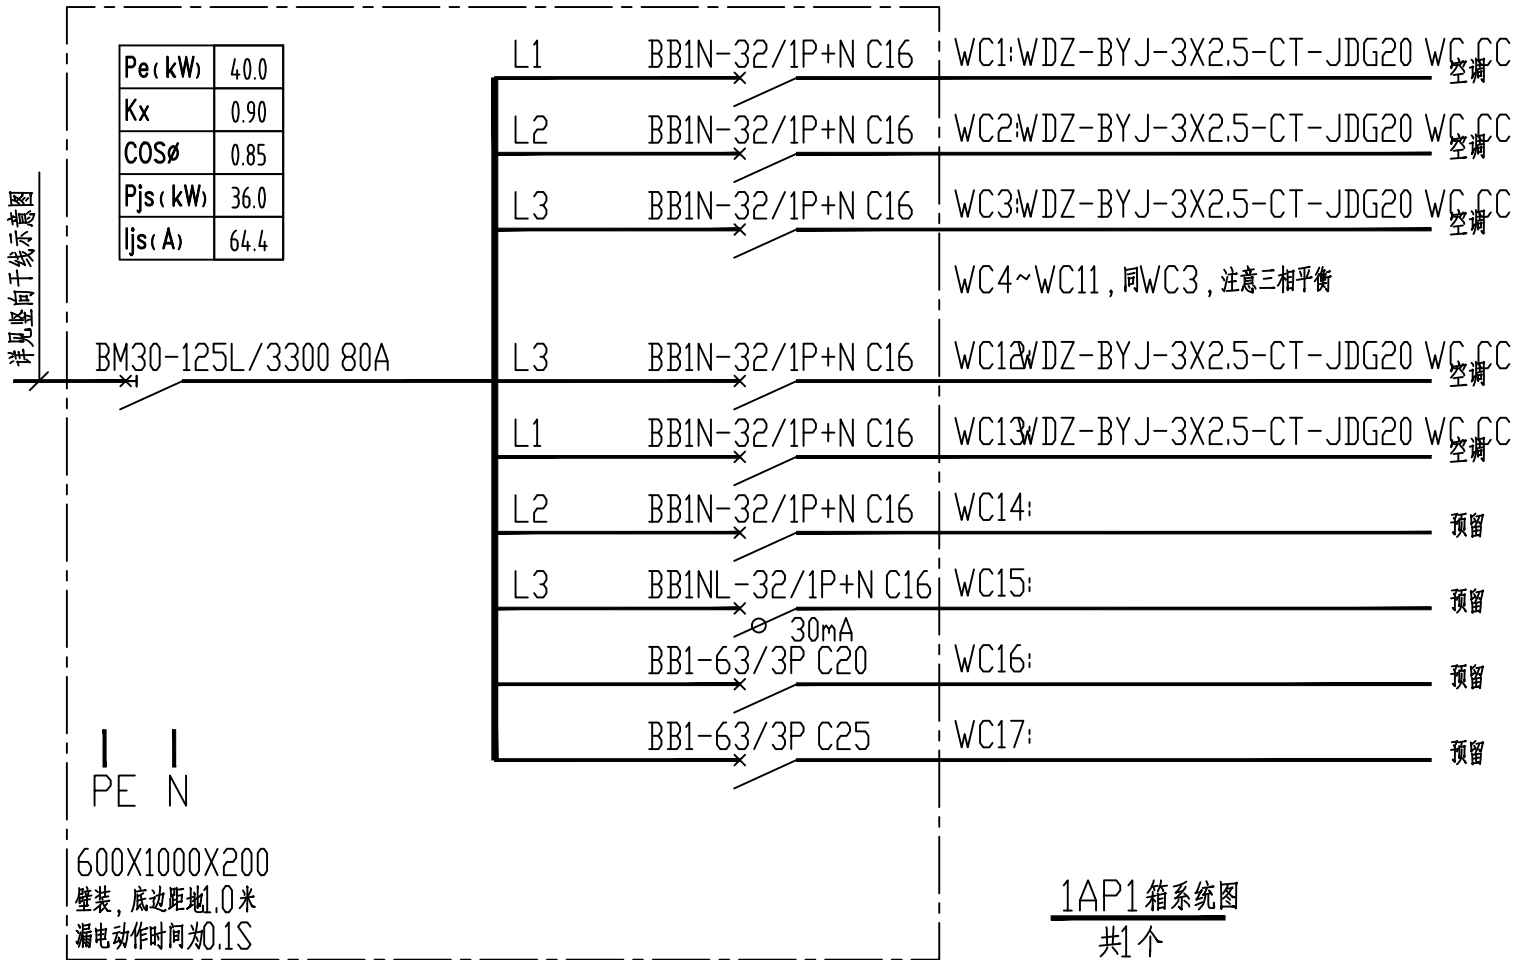 Pe(kW) 40.0
Kx 0.90
COSø 0.85
Pjs(kW) 36.0
Ijs(A) 64.4
详见竖向干线示意图
BM30-125L/3300 80A
L1 BB1N-32/1P+N C16 WC1:WDZ-BYJ-3X2.5-CT-JDG20 WC,CC
空调
L2 BB1N-32/1P+N C16 WC2:WDZ-BYJ-3X2.5-CT-JDG20 WC,CC
空调
L3 BB1N-32/1P+N C16 WC3:WDZ-BYJ-3X2.5-CT-JDG20 WC,CC
空调
WC4~WC11,同WC3,注意三相平衡
L3 BB1N-32/1P+N C16 WC12:WDZ-BYJ-3X2.5-CT-JDG20 WC,CC
空调
L1 BB1N-32/1P+N C16 WC13:WDZ-BYJ-3X2.5-CT-JDG20 WC,CC
空调
L2 BB1N-32/1P+N C16 WC14:
预留
L3 BB1NL-32/1P+N C16 WC15:
预留
30mA
BB1-63/3P C20 WC16:
预留
BB1-63/3P C25 WC17:
预留
PE N
600X1000X200
壁装,底边距地1.0米
漏电动作时间为0.1S
1AP1箱系统图
共1个